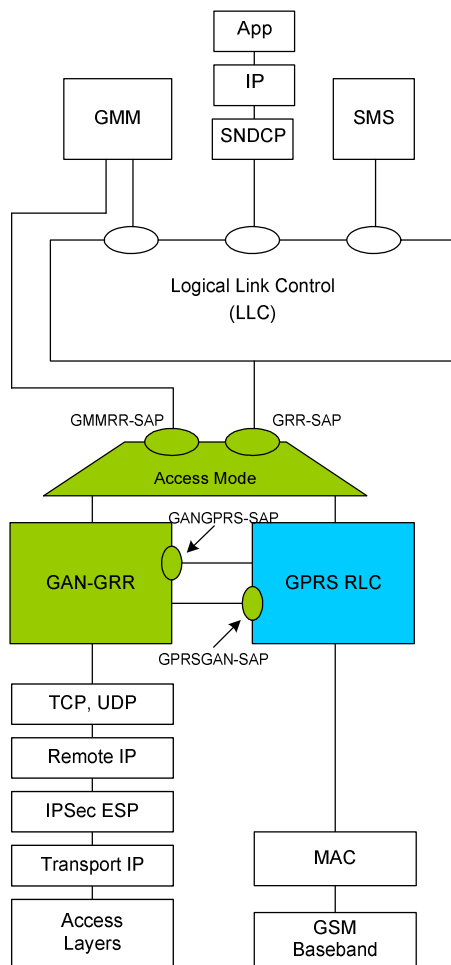 App
IP
GMM
SMS
SNDCP
Logical Link Control
(LLC)
GMMRR-SAP
GRR-SAP
Access Mode
GANGPRS-SAP
GAN-GRR
GPRS RLC
GPRSGAN-SAP
TCP, UDP
Remote IP
IPSec ESP
Transport IP
MAC
Access
Layers
GSM
Baseband